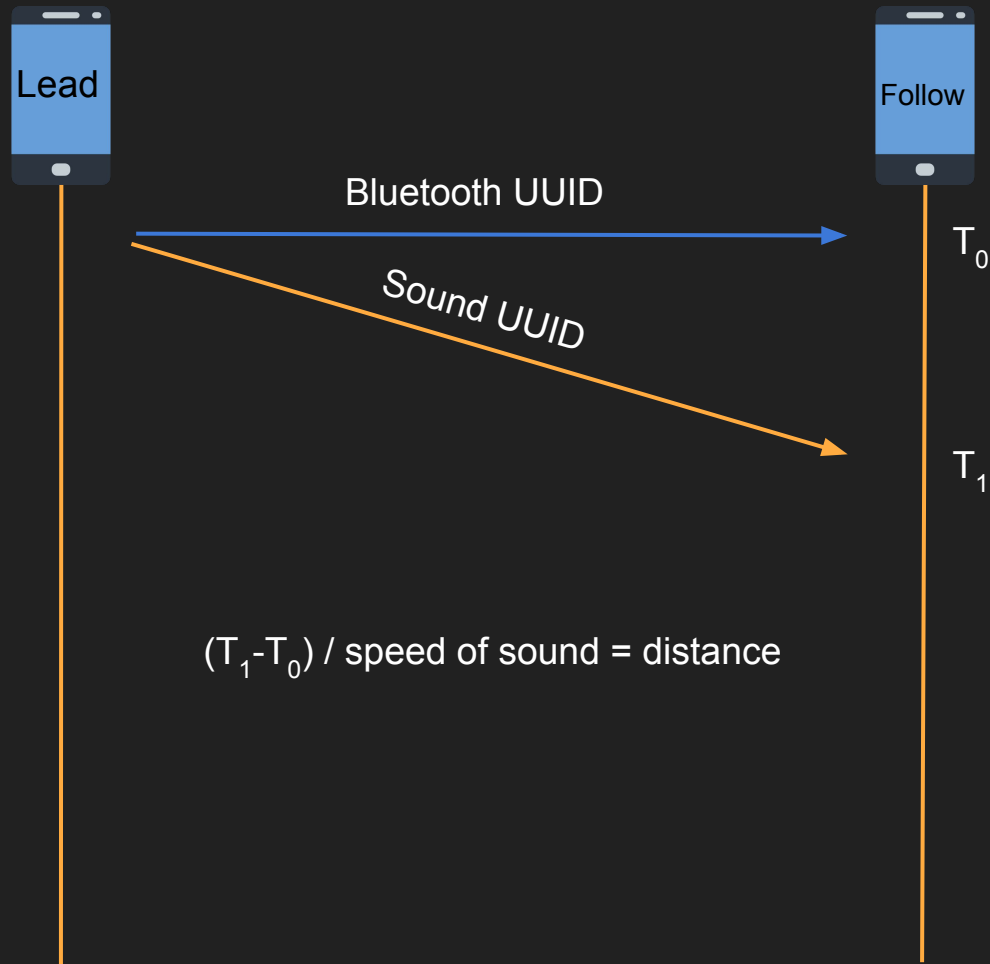 Lead
Follow
Bluetooth UUID
T₀
Sound UUID
T₁
(T₁-T₀) / speed of sound = distance